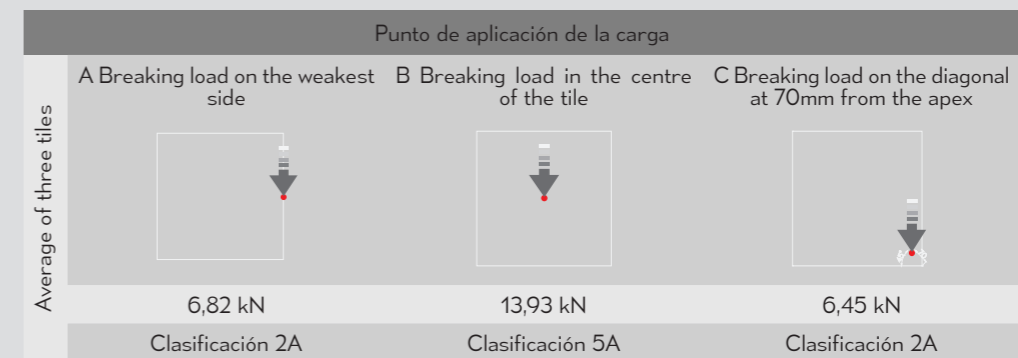 Punto de aplicación de la carga
Average of three tiles
A Breaking load on the weakest
side
B Breaking load in the centre
of the tile
C Breaking load on the diagonal
at 70mm from the apex
6,82 kN
13,93 kN
6,45 kN
Clasificación 2A
Clasificación 5A
Clasificación 2A